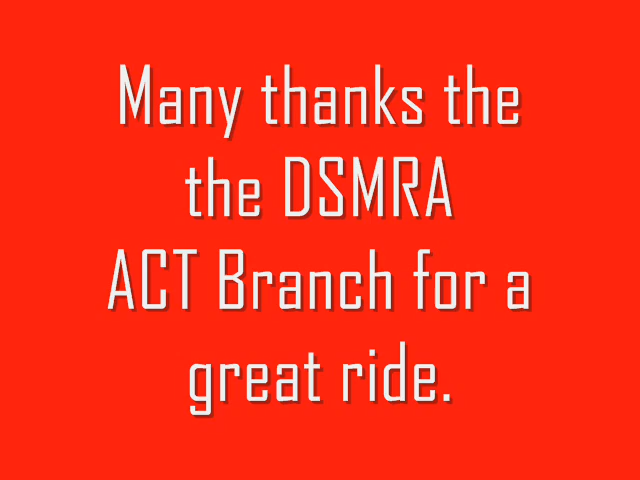 Many thanks the
the DSMRA
ACT Branch for a
great ride.